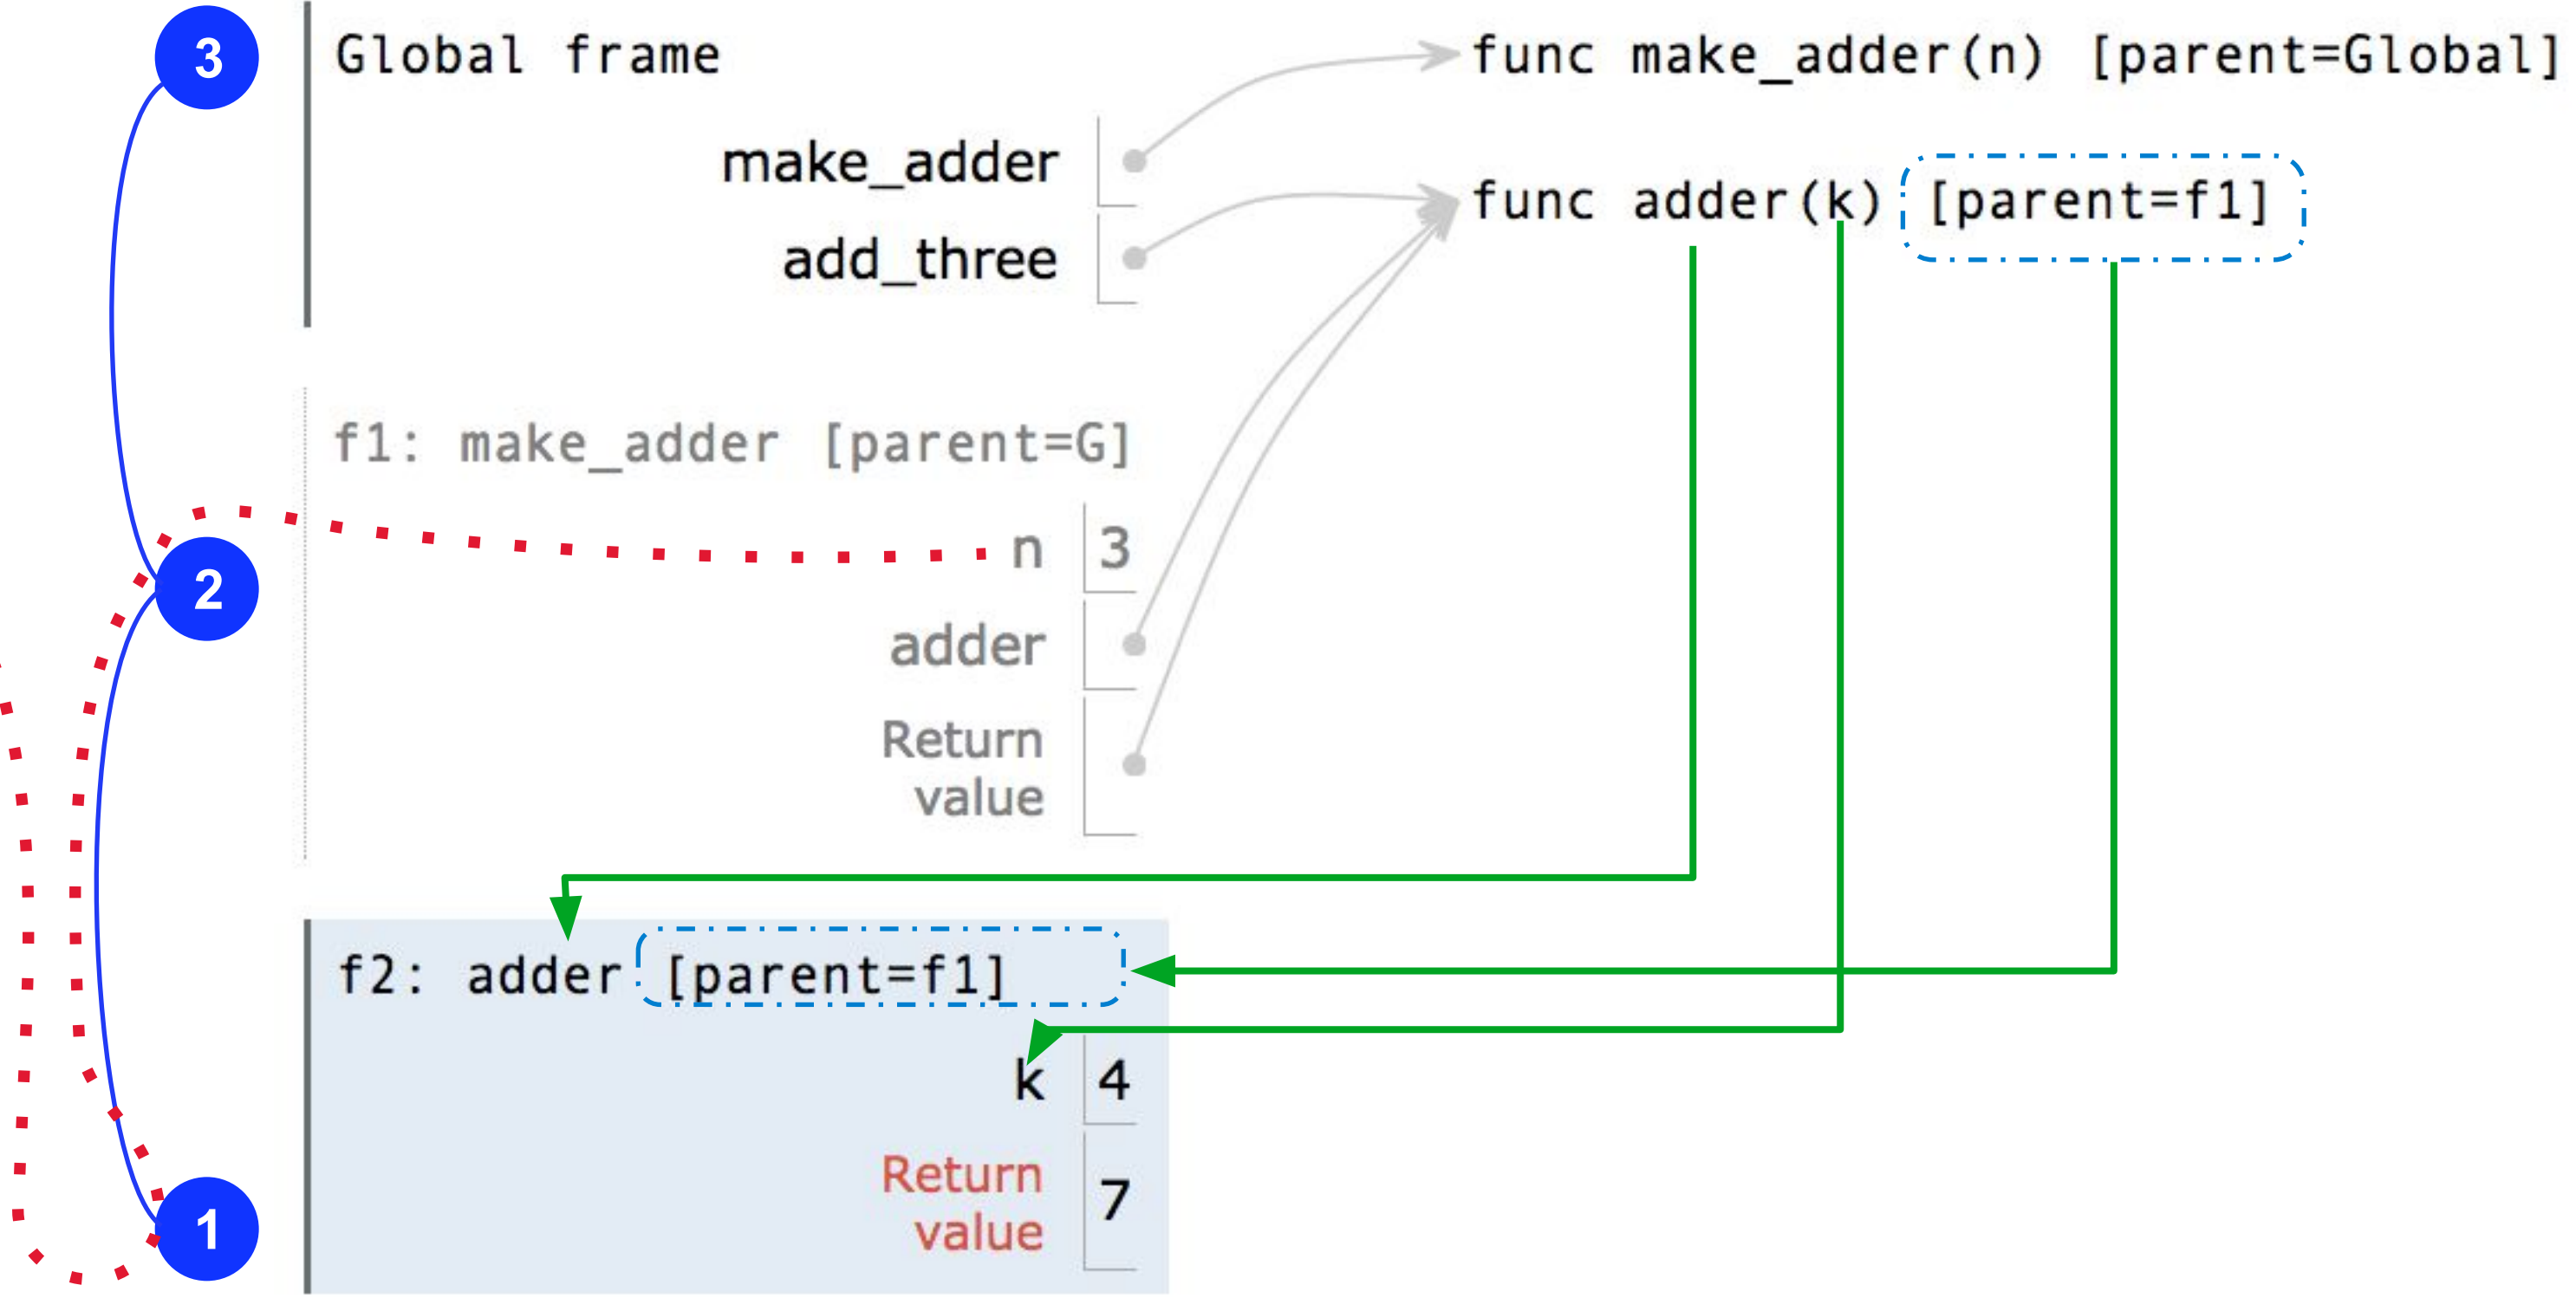 3
Global frame
func make_adder(n) [parent=Global]
make_adder
func adder(k) [parent=f1]
add_three
f1: make_adder [parent=G]
n 3
2
adder
Return
value
f2: adder [parent=f1]
k 4
Return
value
7
1